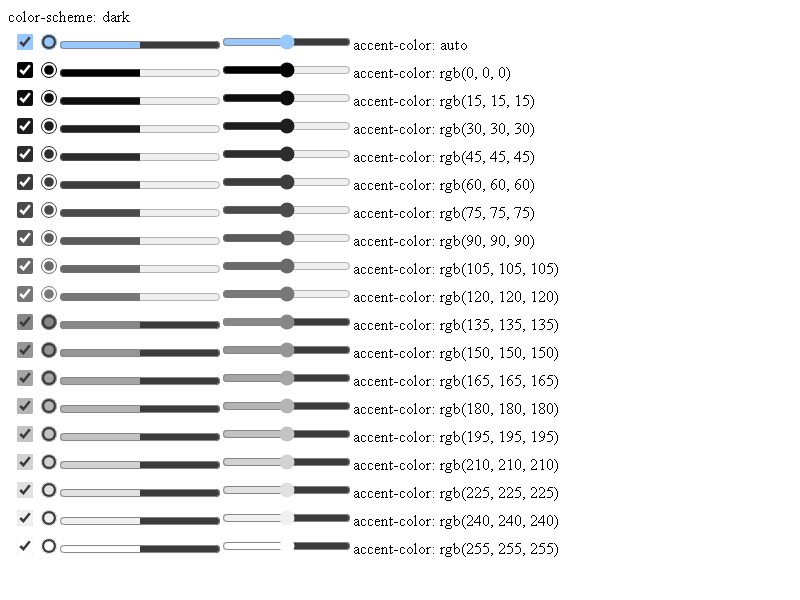 color-scheme: dark
accent-color: auto
accent-color: rgb(0, 0, 0)
accent-color: rgb(15, 15, 15)
accent-color: rgb(30, 30, 30)
accent-color: rgb(45, 45, 45)
accent-color: rgb(60, 60, 60)
accent-color: rgb(75, 75, 75)
accent-color: rgb(90, 90, 90)
accent-color: rgb(105, 105, 105)
accent-color: rgb(120, 120, 120)
accent-color: rgb(135, 135, 135)
accent-color: rgb(150, 150, 150)
accent-color: rgb(165, 165, 165)
accent-color: rgb(180, 180, 180)
accent-color: rgb(195, 195, 195)
accent-color: rgb(210, 210, 210)
accent-color: rgb(225, 225, 225)
accent-color: rgb(240, 240, 240)
accent-color: rgb(255, 255, 255)